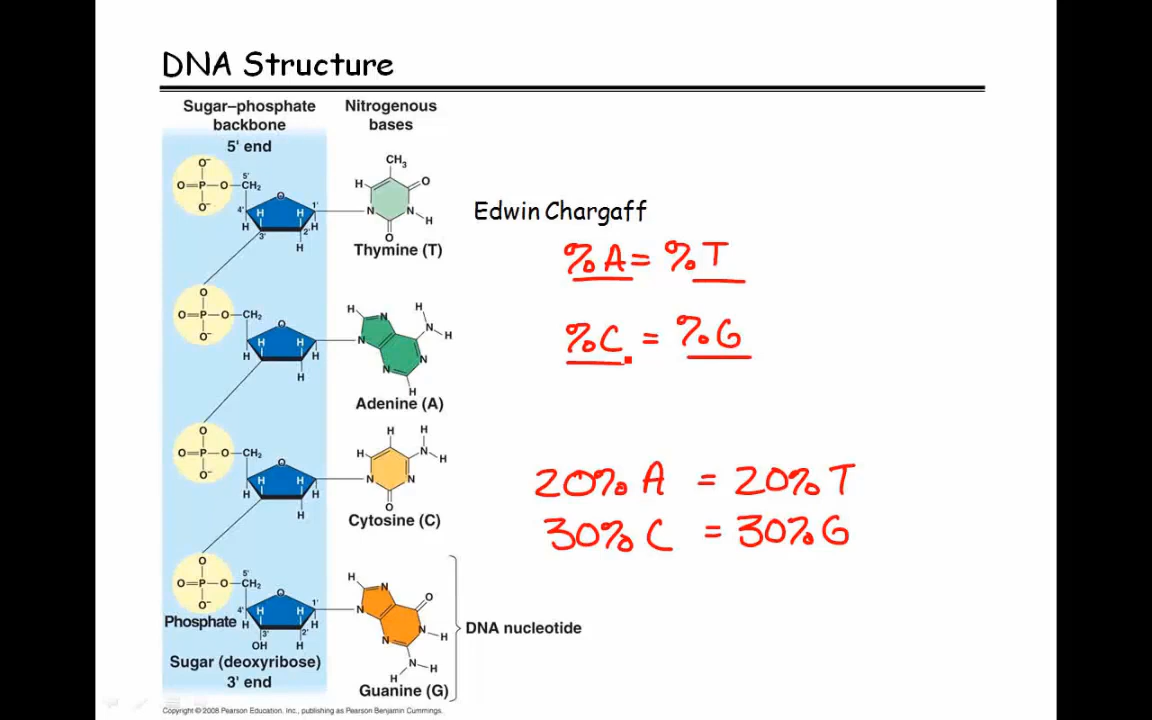 DNA Structure
Sugar–phosphate backbone
Nitrogenous bases
5' end
O⁻
O=P—O
O⁻
5'
CH₂
O
4'
H
H
H
1'
H
3'
2'
H
CH₃
H
O
N
N
H
O
Thymine (T)
O
O=P—O
O⁻
CH₂
O
H
H
H
H
H
H
N
N
N
N
N
H
H
H
Adenine (A)
O
O=P—O
O⁻
CH₂
O
H
H
H
H
H
H
H
H
N
H
N
N
O
Cytosine (C)
O
O=P—O
O⁻
5'
CH₂
O
4'
H
H
H
1'
H
3'
2'
OH
H
Phosphate
Sugar (deoxyribose)
3' end
H
N
O
N
N
H
N
N
H
H
Guanine (G)
DNA nucleotide
Edwin Chargaff
%A = %T
%C = %G
20% A = 20% T
30% C = 30% G
Copyright © 2008 Pearson Education, Inc., publishing as Pearson Benjamin Cummings.